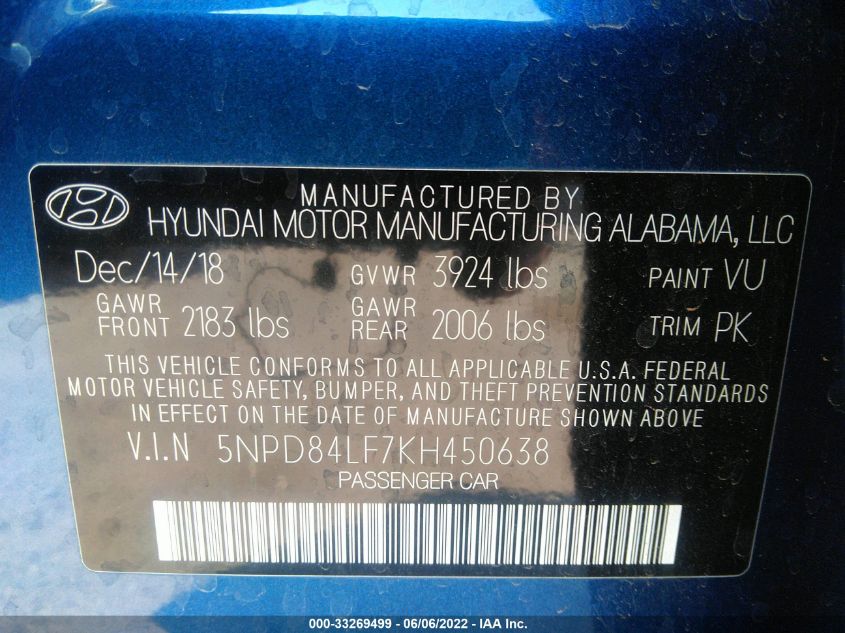 MANUFACTURED BY
HYUNDAI MOTOR MANUFACTURING ALABAMA, LLC
Dec/14/18 GVWR 3924 lbs PAINT VU
GAWR FRONT 2183 lbs GAWR REAR 2006 lbs TRIM PK
THIS VEHICLE CONFORMS TO ALL APPLICABLE U.S.A. FEDERAL
MOTOR VEHICLE SAFETY, BUMPER, AND THEFT PREVENTION STANDARDS
IN EFFECT ON THE DATE OF MANUFACTURE SHOWN ABOVE
V.I.N 5NPD84LF7KH450638
PASSENGER CAR
000-33269499 - 06/06/2022 - IAA Inc.